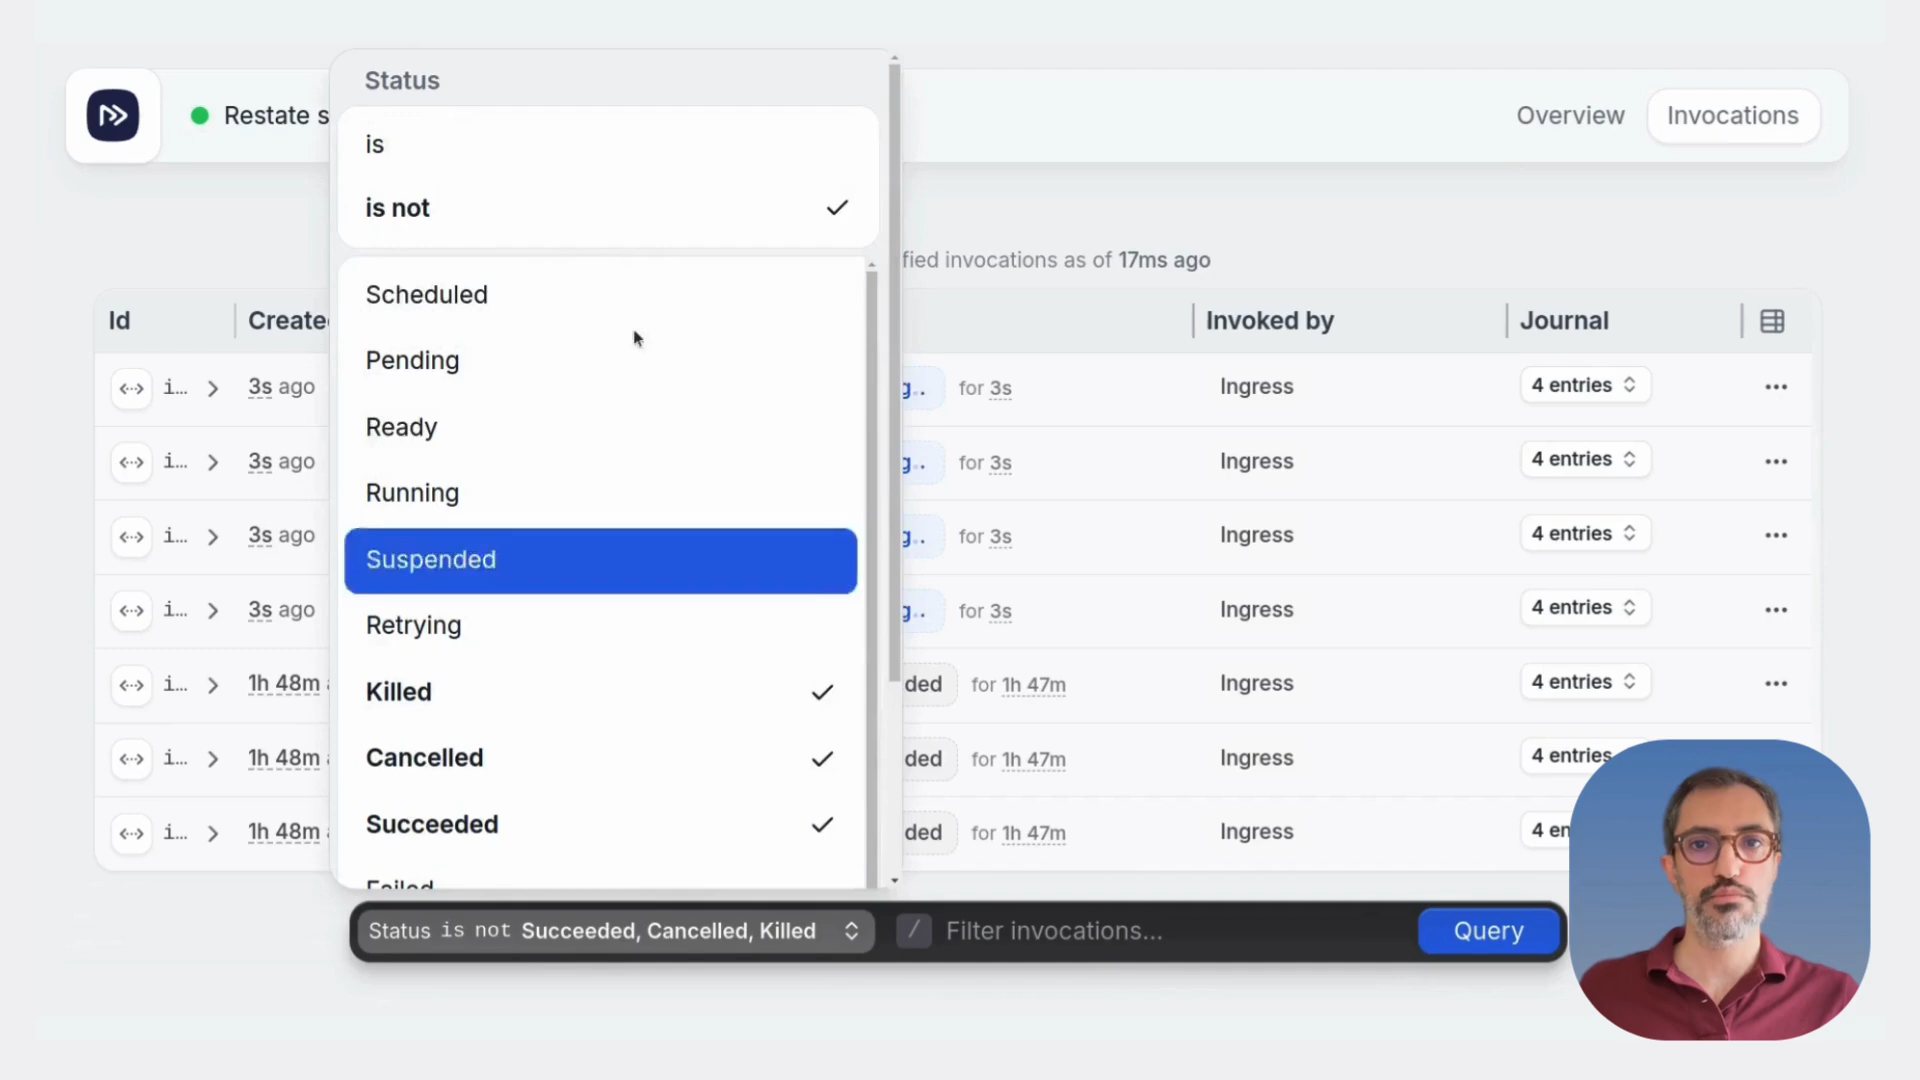 Status
Restate s
Overview
Invocations
is
is not
fied invocations as of 17ms ago
Id
Create
Invoked by
Journal
Scheduled
Pending
Ready
Running
Suspended
Retrying
Killed
Cancelled
Succeeded
Failed
i... 3s ago g.. for 3s Ingress 4 entries
i... 3s ago g.. for 3s Ingress 4 entries
i... 3s ago g.. for 3s Ingress 4 entries
i... 3s ago g.. for 3s Ingress 4 entries
i... 1h 48m ded for 1h 47m Ingress 4 entries
i... 1h 48m ded for 1h 47m Ingress 4 entries
i... 1h 48m ded for 1h 47m Ingress 4 en
Status is not Succeeded, Cancelled, Killed
/ Filter invocations...
Query